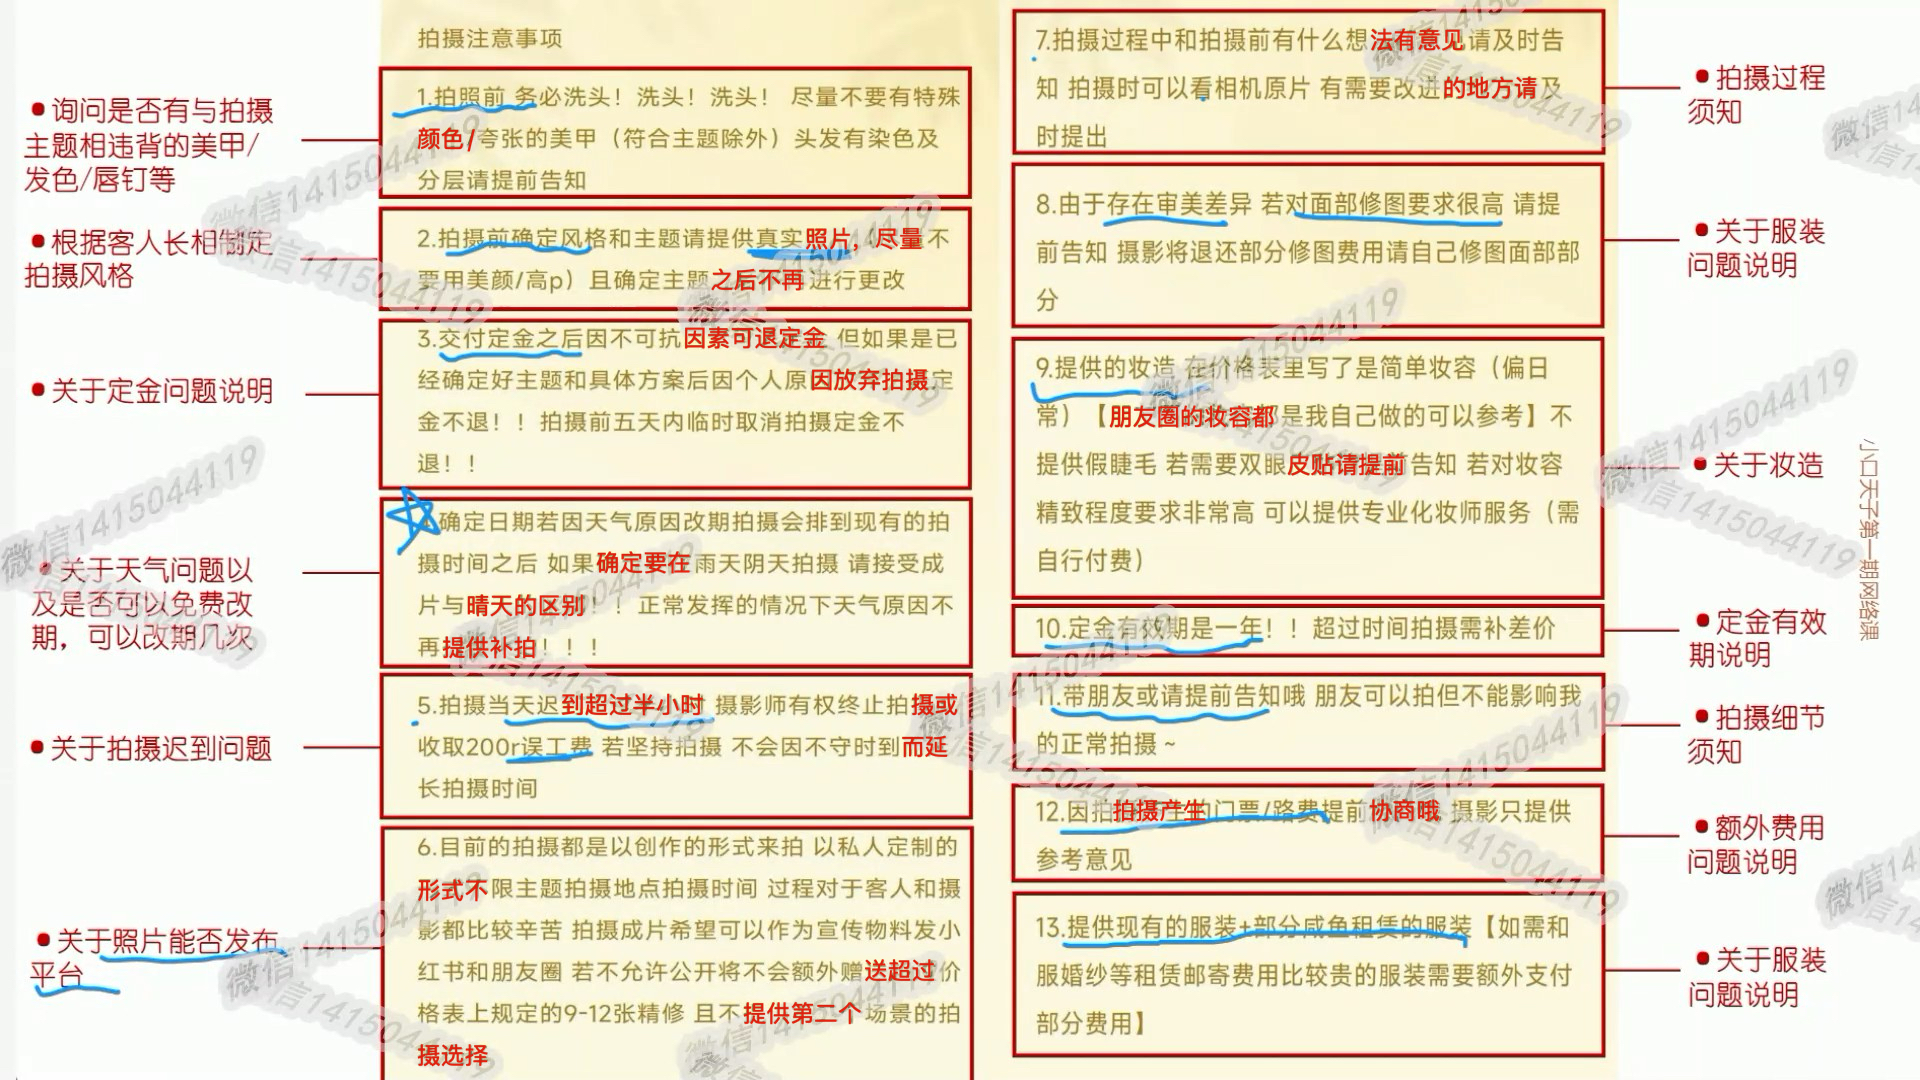 拍摄注意事项
1.拍照前 务必洗头！洗头！洗头！ 尽量不要有特殊
颜色/夸张的美甲（符合主题除外）头发有染色及
分层请提前告知
2.拍摄前确定风格和主题请提供真实照片，（尽量不
要用美颜/高p）且确定主题之后不再进行更改
3.交付定金之后因不可抗因素可退定金 但如果是已
经确定好主题和具体方案后因个人原因放弃拍摄定
金不退！！拍摄前五天内临时取消拍摄定金不
退！！
确定日期若因天气原因改期拍摄会排到现有的拍
摄时间之后 如果确定要在雨天阴天拍摄 请接受成
片与晴天的区别！！正常发挥的情况下天气原因不
再提供补拍！！！
5.拍摄当天迟到超过半小时 摄影师有权终止拍摄或
收取200r误工费 若坚持拍摄 不会因不守时到而延
长拍摄时间
6.目前的拍摄都是以创作的形式来拍 以私人定制的
形式不限主题拍摄地点拍摄时间 过程对于客人和摄
影都比较辛苦 拍摄成片希望可以作为宣传物料发小
红书和朋友圈 若不允许公开将不会额外赠送超过价
格表上规定的9-12张精修 且不提供第二个场景的拍
摄选择
7.拍摄过程中和拍摄前有什么想法有意见请及时告
知 拍摄时可以看相机原片 有需要改进的地方请及
时提出
8.由于存在审美差异 若对面部修图要求很高 请提
前告知 摄影将退还部分修图费用请自己修图面部部
分
9.提供的妆造 在价格表里写了是简单妆容（偏日
常）【朋友圈的妆容都是我自己做的可以参考】不
提供假睫毛 若需要双眼皮贴请提前告知 若对妆容
精致程度要求非常高 可以提供专业化妆师服务（需
自行付费）
10.定金有效期是一年！！超过时间拍摄需补差价
11.带朋友或请提前告知哦 朋友可以拍但不能影响我
的正常拍摄～
12.因拍拍摄产生的门票/路费提前协商哦 摄影只提供
参考意见
13.提供现有的服装+部分咸鱼租赁的服装【如需和
服婚纱等租赁邮寄费用比较贵的服装需要额外支付
部分费用】
●询问是否有与拍摄
主题相违背的美甲/
发色/唇钉等
●根据客人长相制定
拍摄风格
●关于定金问题说明
●关于天气问题以
及是否可以免费改
期，可以改期几次
●关于拍摄迟到问题
●关于照片能否发布
平台
●拍摄过程
须知
●关于服装
问题说明
●关于妆造
●定金有效
期说明
●拍摄细节
须知
●额外费用
问题说明
●关于服装
问题说明
小口天子第一期网络课
微信1415044119